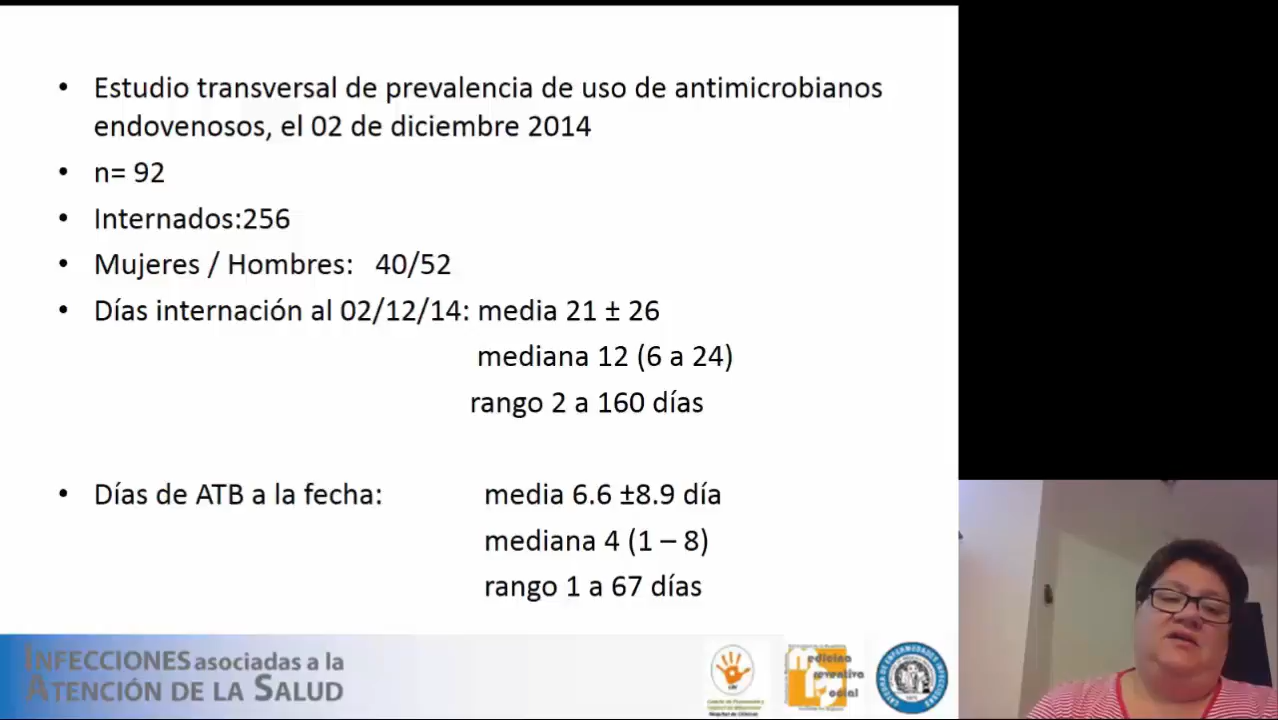 • Estudio transversal de prevalencia de uso de antimicrobianos
endovenosos, el 02 de diciembre 2014
• n= 92
• Internados:256
• Mujeres / Hombres: 40/52
• Días internación al 02/12/14: media 21 ± 26
mediana 12 (6 a 24)
rango 2 a 160 días
• Días de ATB a la fecha: media 6.6 ±8.9 día
mediana 4 (1 – 8)
rango 1 a 67 días
INFECCIONES asociadas a la
ATENCIÓN DE LA SALUD
Medicina
Preventiva
Social